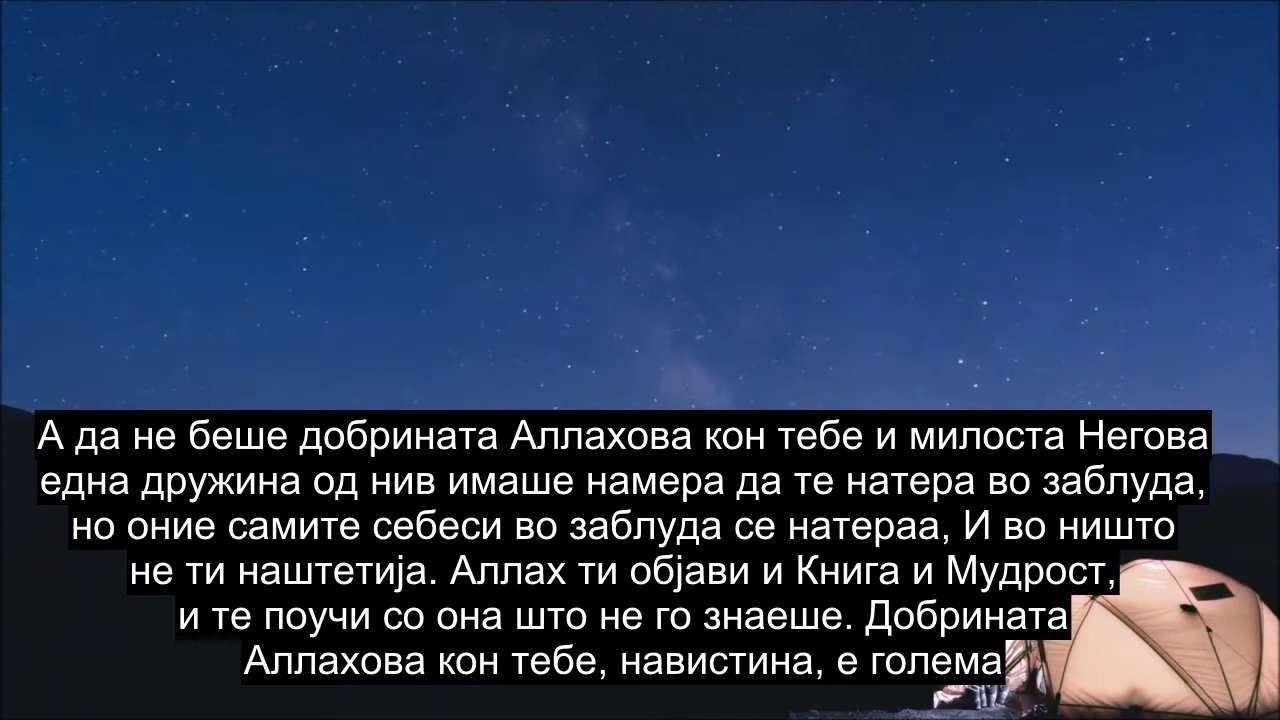 А да не беше добрината Аллахова кон тебе и милоста Негова
една дружина од нив имаше намера да те натера во заблуда,
но оние самите себеси во заблуда се натераа, И во ништо
не ти наштетија. Аллах ти објави и Книга и Мудрост,
и те поучи со она што не го знаеше. Добрината
Аллахова кон тебе, навистина, е голема